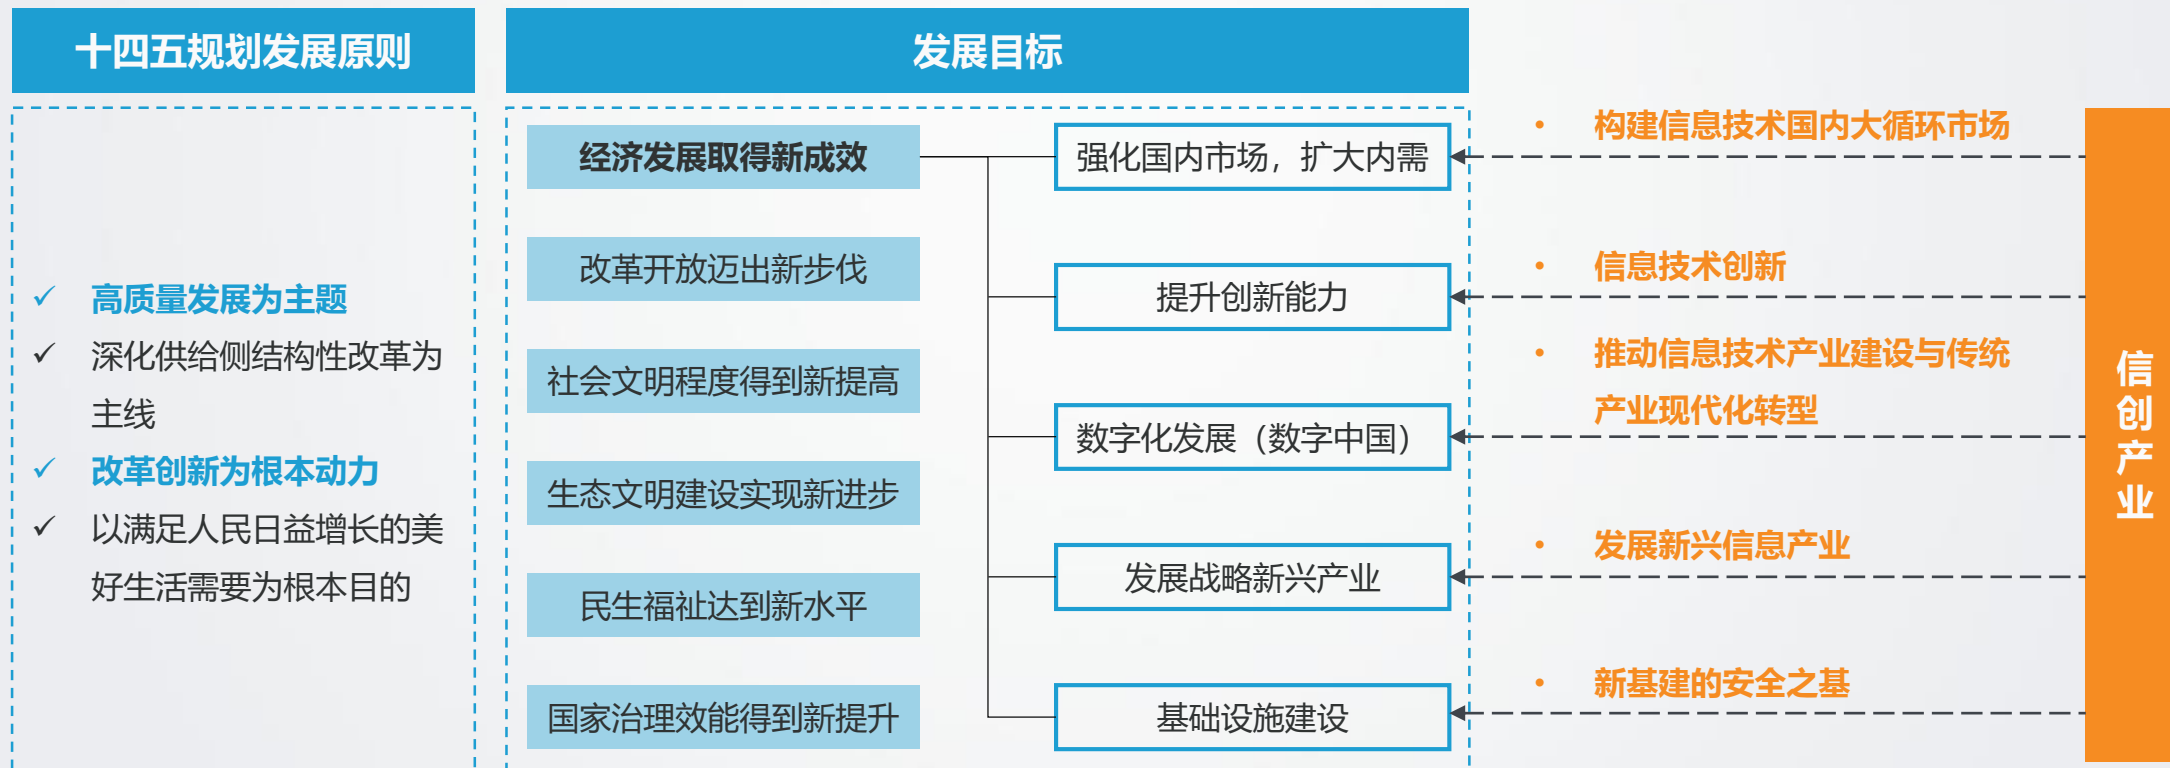 十四五规划发展原则
高质量发展为主题
深化供给侧结构性改革为
主线
改革创新为根本动力
以满足人民日益增长的美
好生活需要为根本目的
发展目标
经济发展取得新成效
改革开放迈出新步伐
社会文明程度得到新提高
生态文明建设实现新进步
民生福祉达到新水平
国家治理效能得到新提升
强化国内市场，扩大内需
提升创新能力
数字化发展（数字中国）
发展战略新兴产业
基础设施建设
构建信息技术国内大循环市场
信息技术创新
推动信息技术产业建设与传统
产业现代化转型
发展新兴信息产业
新基建的安全之基
信创产业